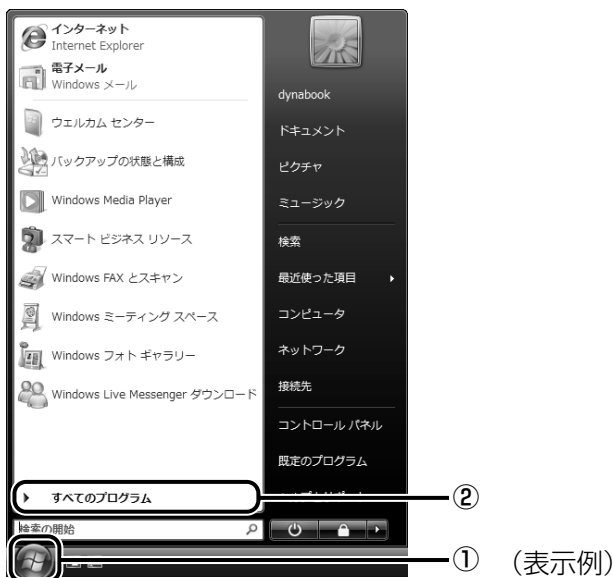 インターネット
Internet Explorer
電子メール
Windows メール
ウェルカム センター
バックアップの状態と構成
Windows Media Player
スマート ビジネス リソース
Windows FAX とスキャン
Windows ミーティング スペース
Windows フォト ギャラリー
Windows Live Messenger ダウンロード
すべてのプログラム
検索の開始
dynabook
ドキュメント
ピクチャ
ミュージック
検索
最近使った項目
コンピュータ
ネットワーク
接続先
コントロール パネル
既定のプログラム
②
① (表示例)